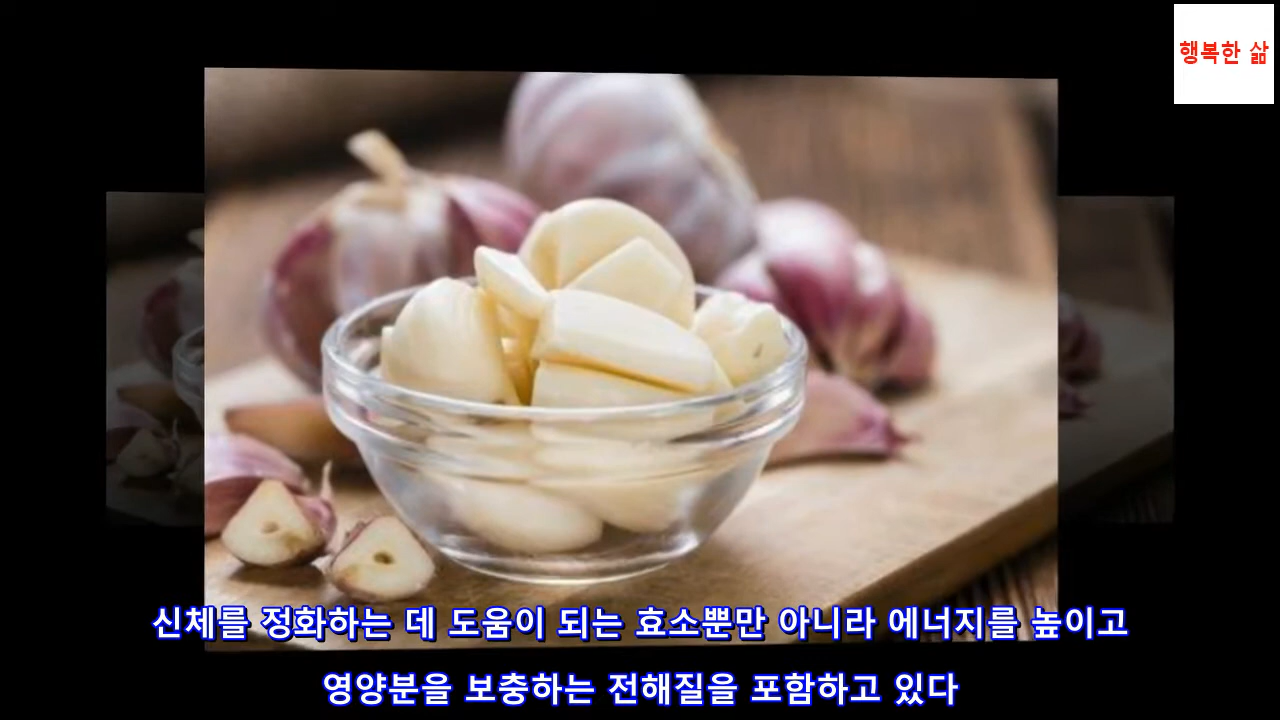 행복한 삶
신체를 정화하는 데 도움이 되는 효소뿐만 아니라 에너지를 높이고
영양분을 보충하는 전해질을 포함하고 있다